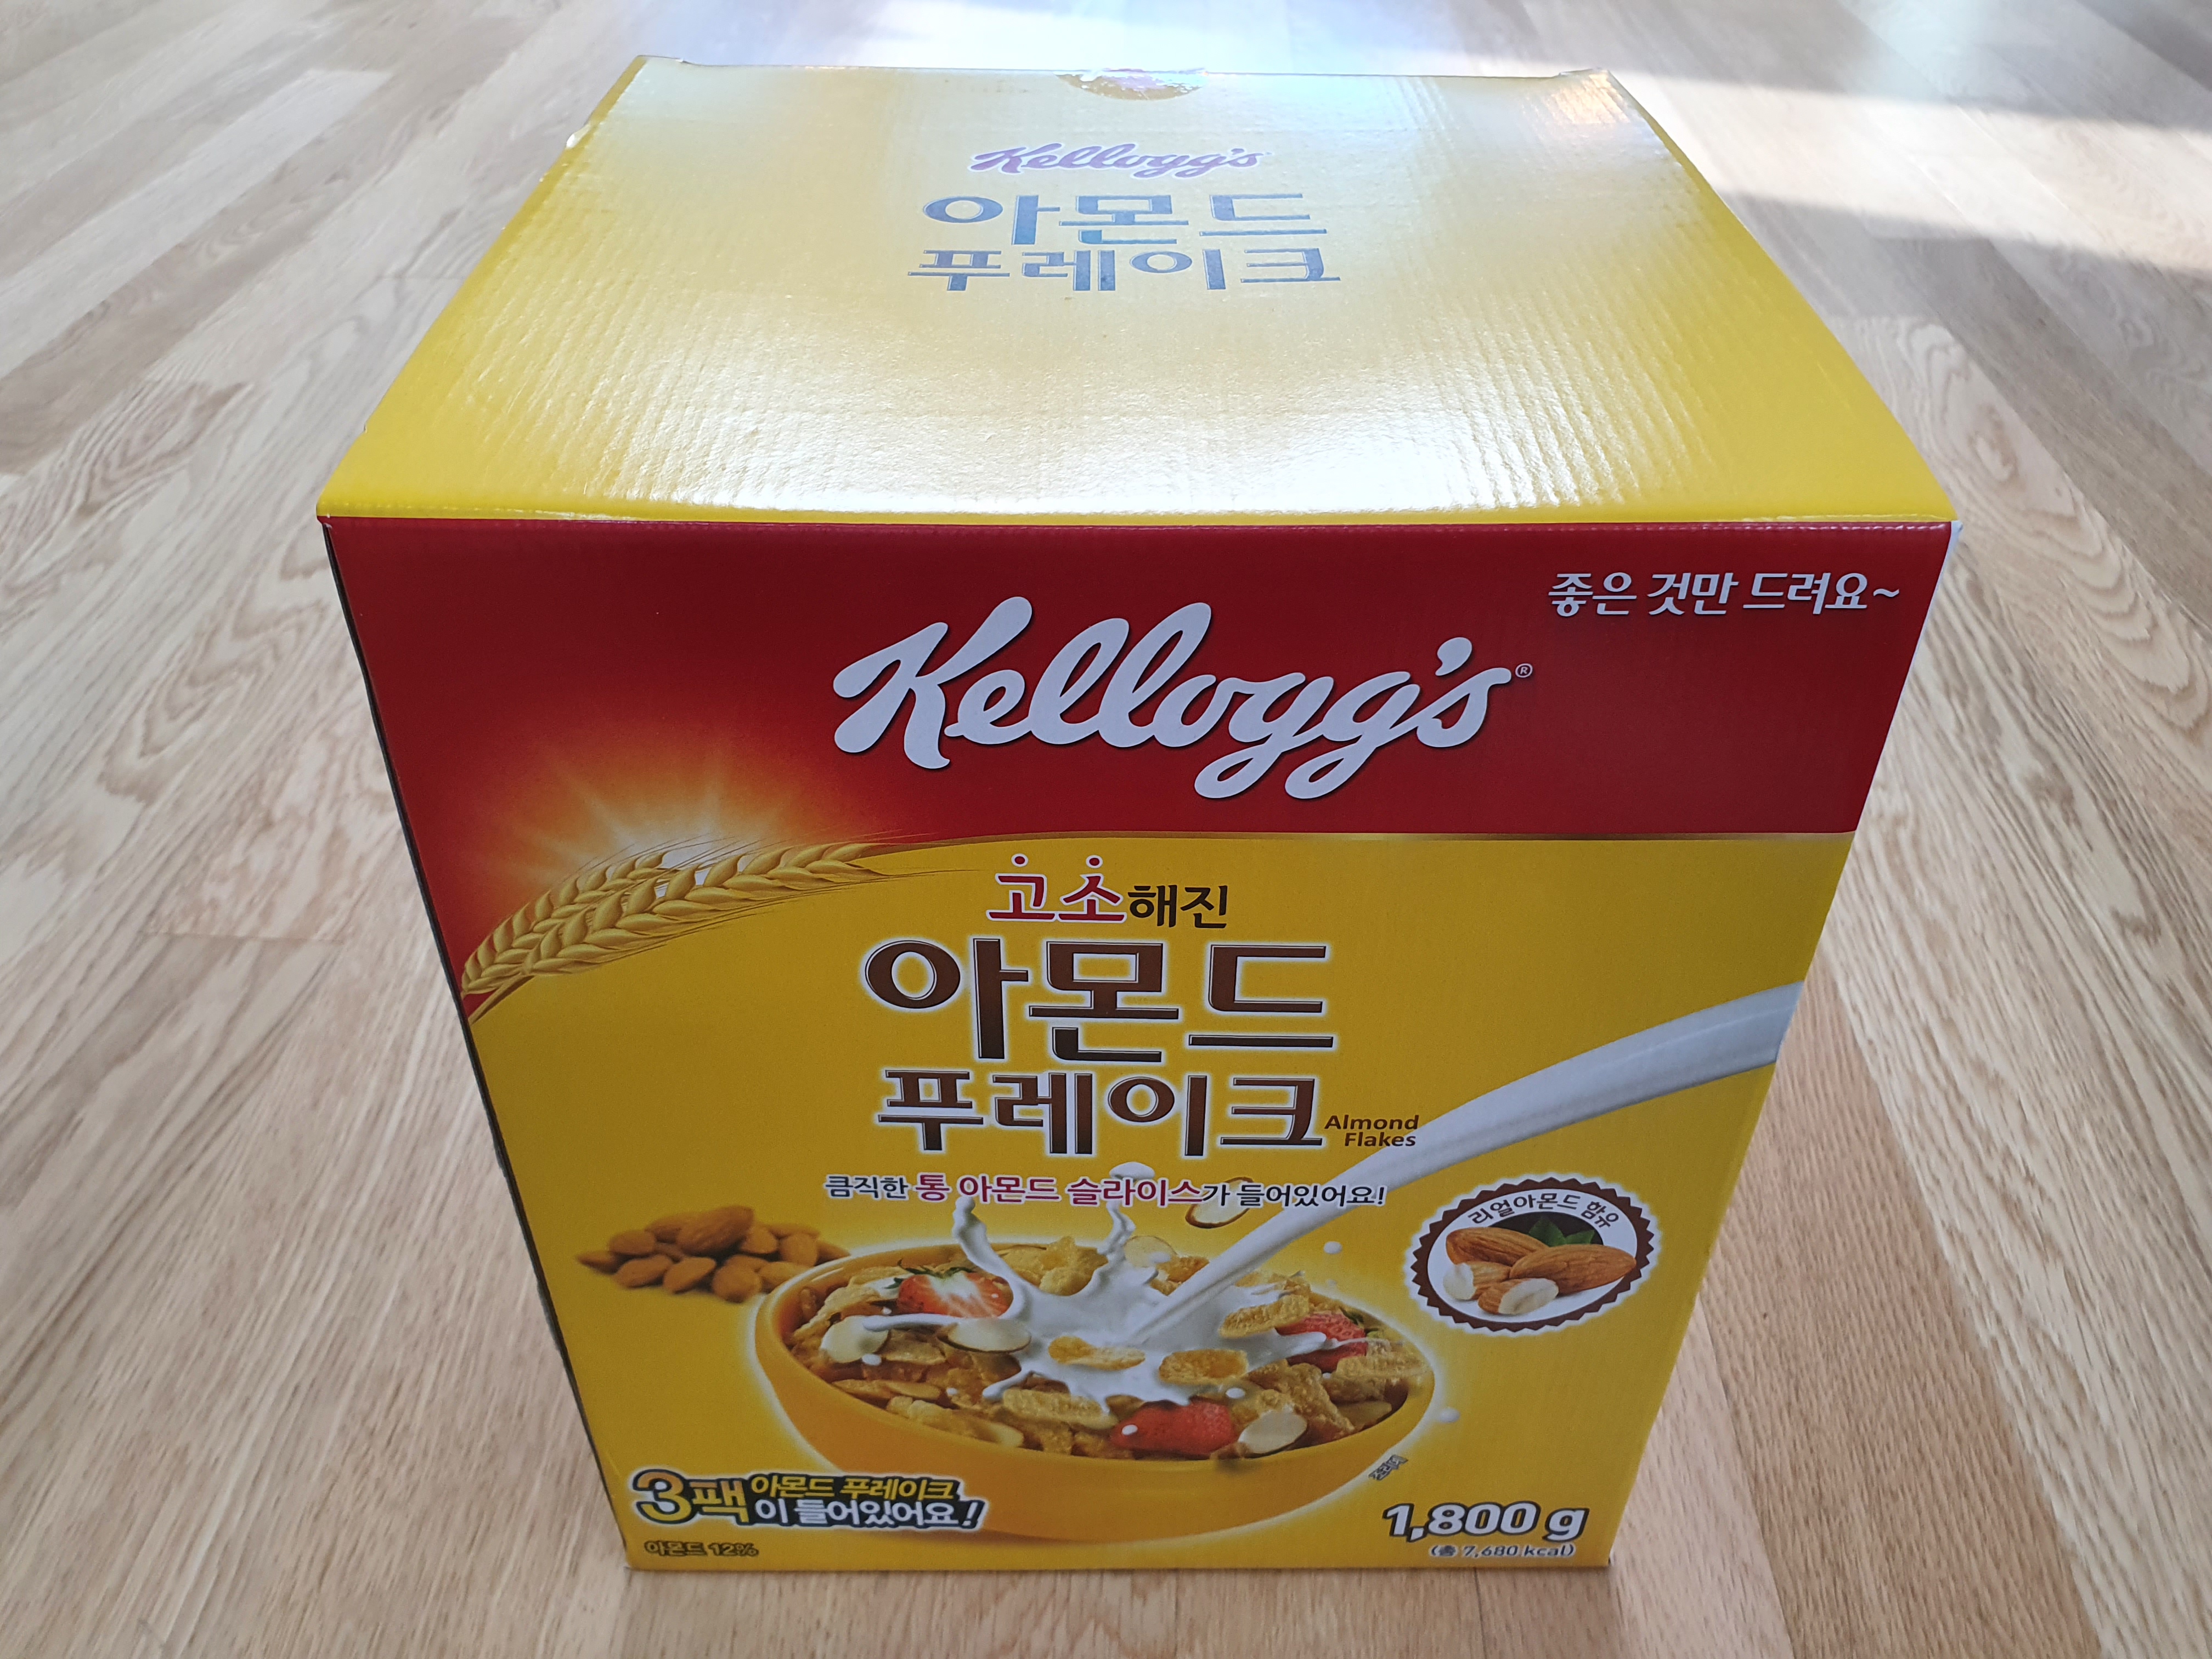 Kellogg's
아몬드
푸레이크
좋은 것만 드려요~
Kellogg's®
고소해진
아몬드
푸레이크
Almond
Flakes
큼직한 통 아몬드 슬라이스가 들어있어요!
리얼아몬드 함유
3팩 아몬드 푸레이크
이 들어있어요!
아몬드 12%
1,800 g
(총 7,680 kcal)